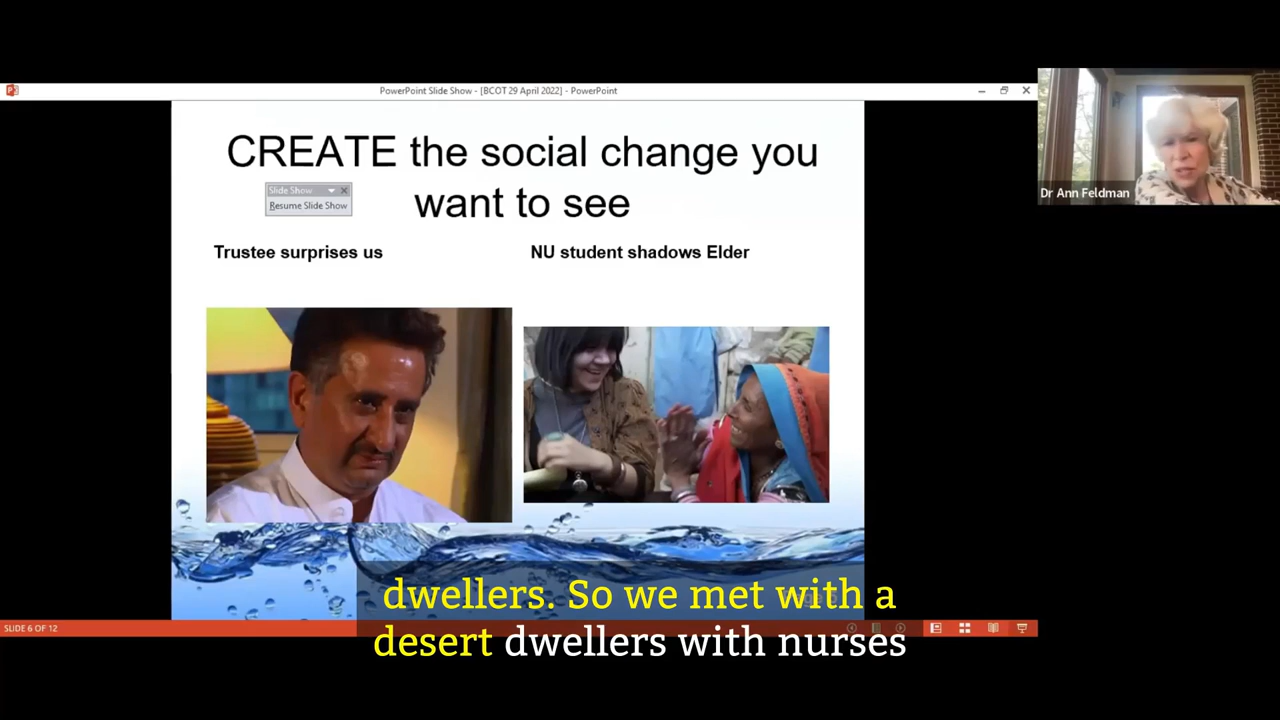 PowerPoint Slide Show - [BCOT 29 April 2022] - PowerPoint
CREATE the social change you
want to see
Slide Show
Resume Slide Show
Trustee surprises us
NU student shadows Elder
Dr Ann Feldman
dwellers. So we met with a
desert dwellers with nurses
SLIDE 6 OF 12